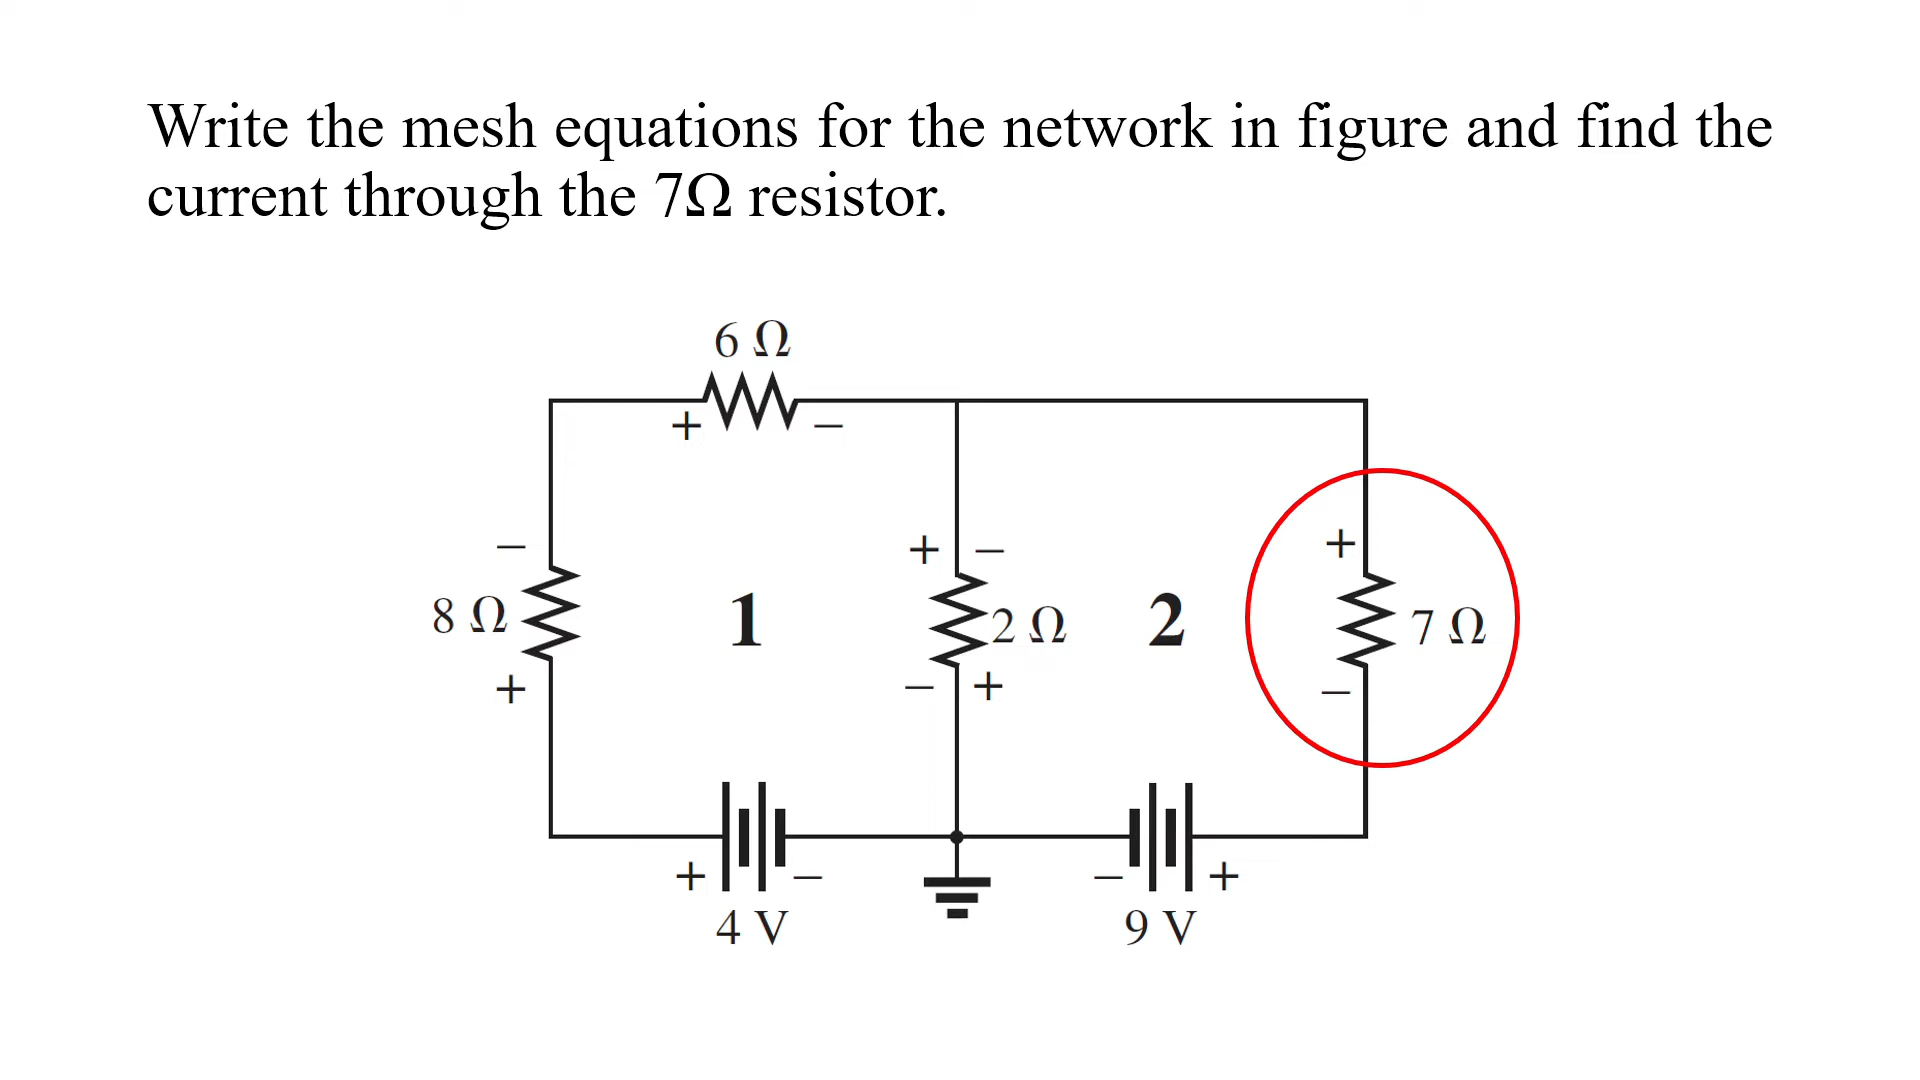 Write the mesh equations for the network in figure and find the
current through the 7Ω resistor.
6 Ω
+ −
− + − +
8 Ω 1 2 Ω 2 7 Ω
+ − + −
+ − − +
4 V 9 V